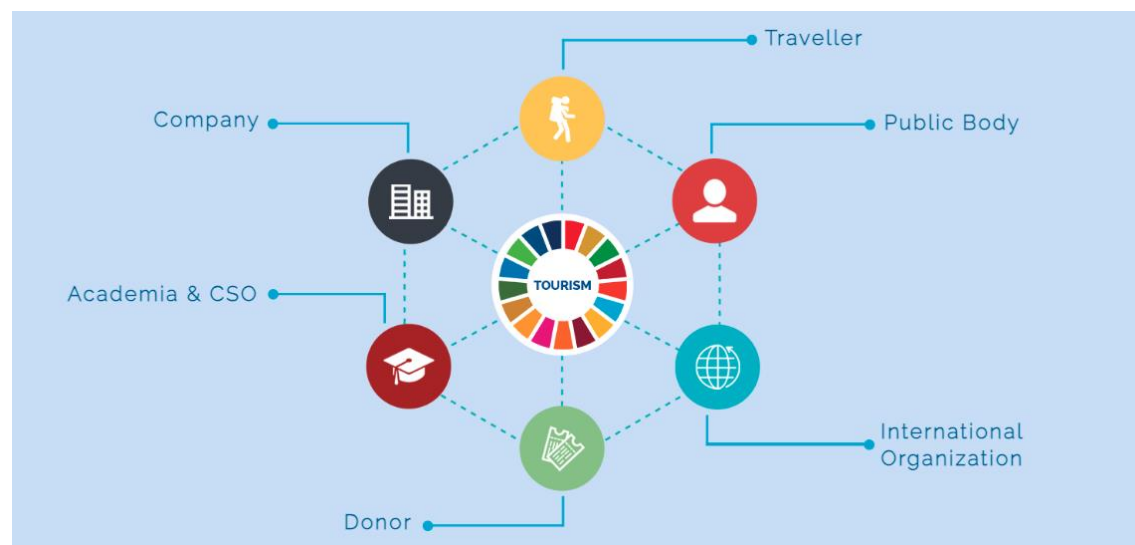 Traveller
Company
Public Body
TOURISM
Academia & CSO
International
Organization
Donor